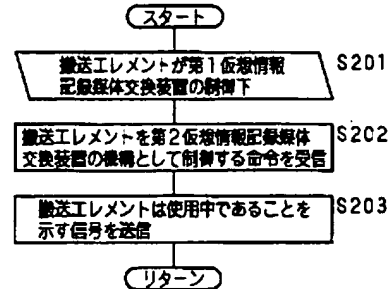 スタート
搬送エレメントが第1仮想情報
記録媒体交換装置の制御下
S201
搬送エレメントを第2仮想情報記録媒体
交換装置の機構として制御する命令を受信
S202
搬送エレメントは使用中であることを
示す信号を送信
S203
リターン